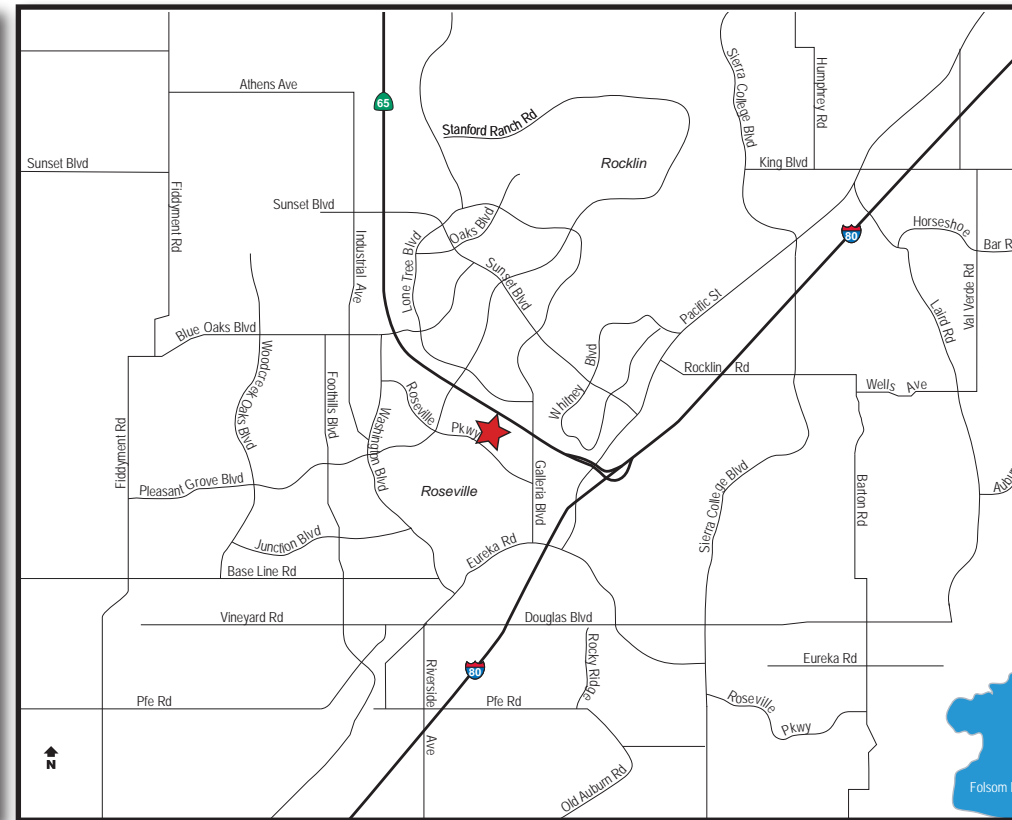 Athens Ave
65
Stanford Ranch Rd
Sierra College Blvd
Humphrey Rd
Rocklin
King Blvd
Sunset Blvd
Fiddyment Rd
Sunset Blvd
Industrial Ave
Lone Tree Blvd
Oaks Blvd
Sunset Blvd
80
Horseshoe
Bar R
Val Verde Rd
Laird Rd
Pacific St
Blue Oaks Blvd
Woodcreek Oaks Blvd
Foothills Blvd
Washington Blvd
Roseville
Pkwy
Whitney
Blvd
Rocklin Rd
Wells Ave
Fiddyment Rd
Pleasant Grove Blvd
Roseville
Galleria Blvd
Sierra College Blvd
Barton Rd
Aubu
Junction Blvd
Eureka Rd
Base Line Rd
Vineyard Rd
Douglas Blvd
Rocky Ridge
Eureka Rd
80
Riverside
Ave
Pfe Rd
Pfe Rd
Roseville
Pkwy
N
Old Auburn Rd
Folsom